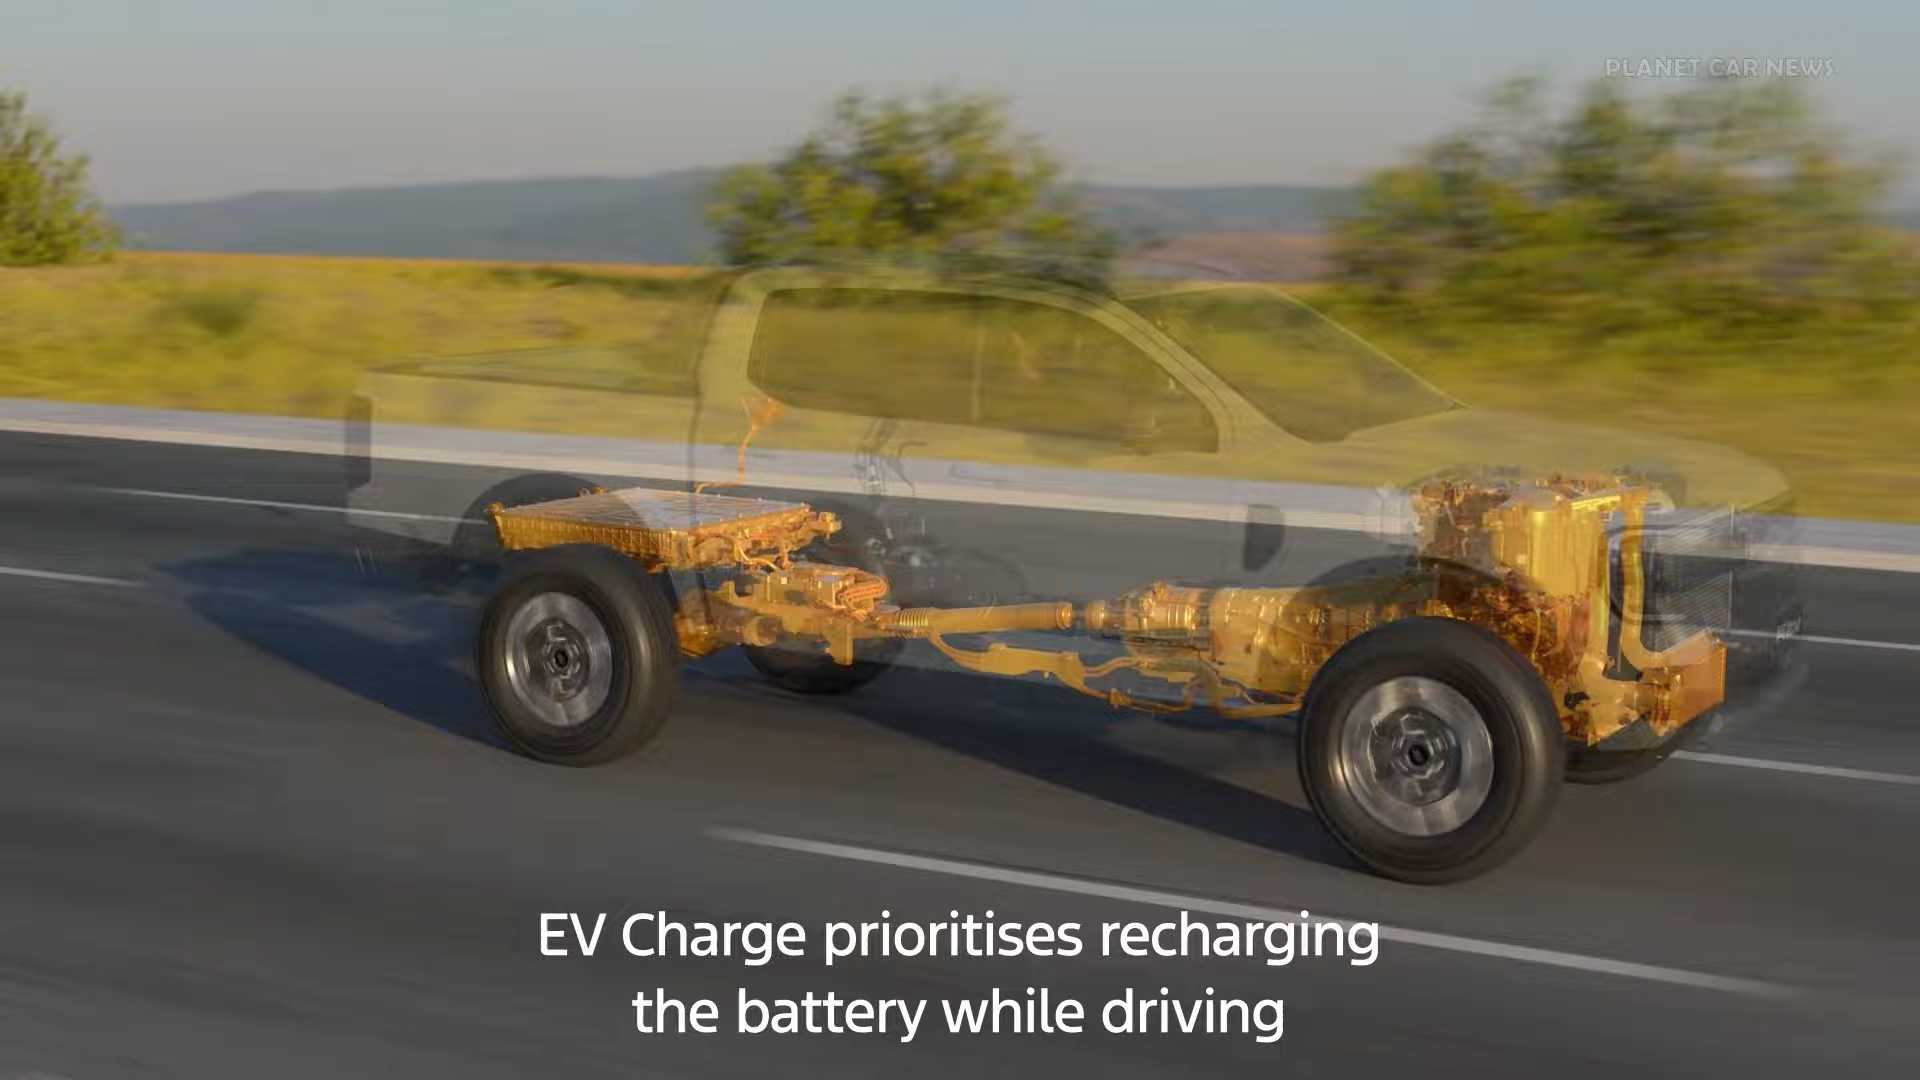 PLANET CAR NEWS
EV Charge prioritises recharging
the battery while driving